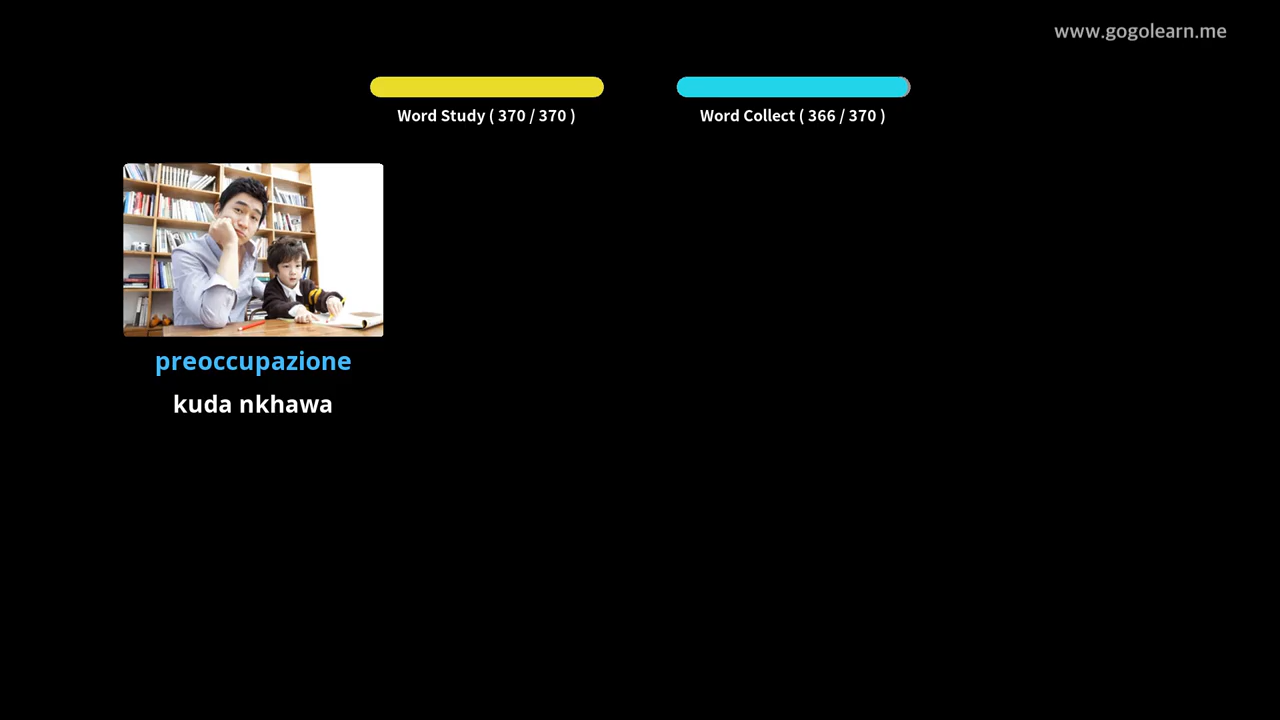 www.gogolearn.me
Word Study ( 370 / 370 )
Word Collect ( 366 / 370 )
preoccupazione
kuda nkhawa